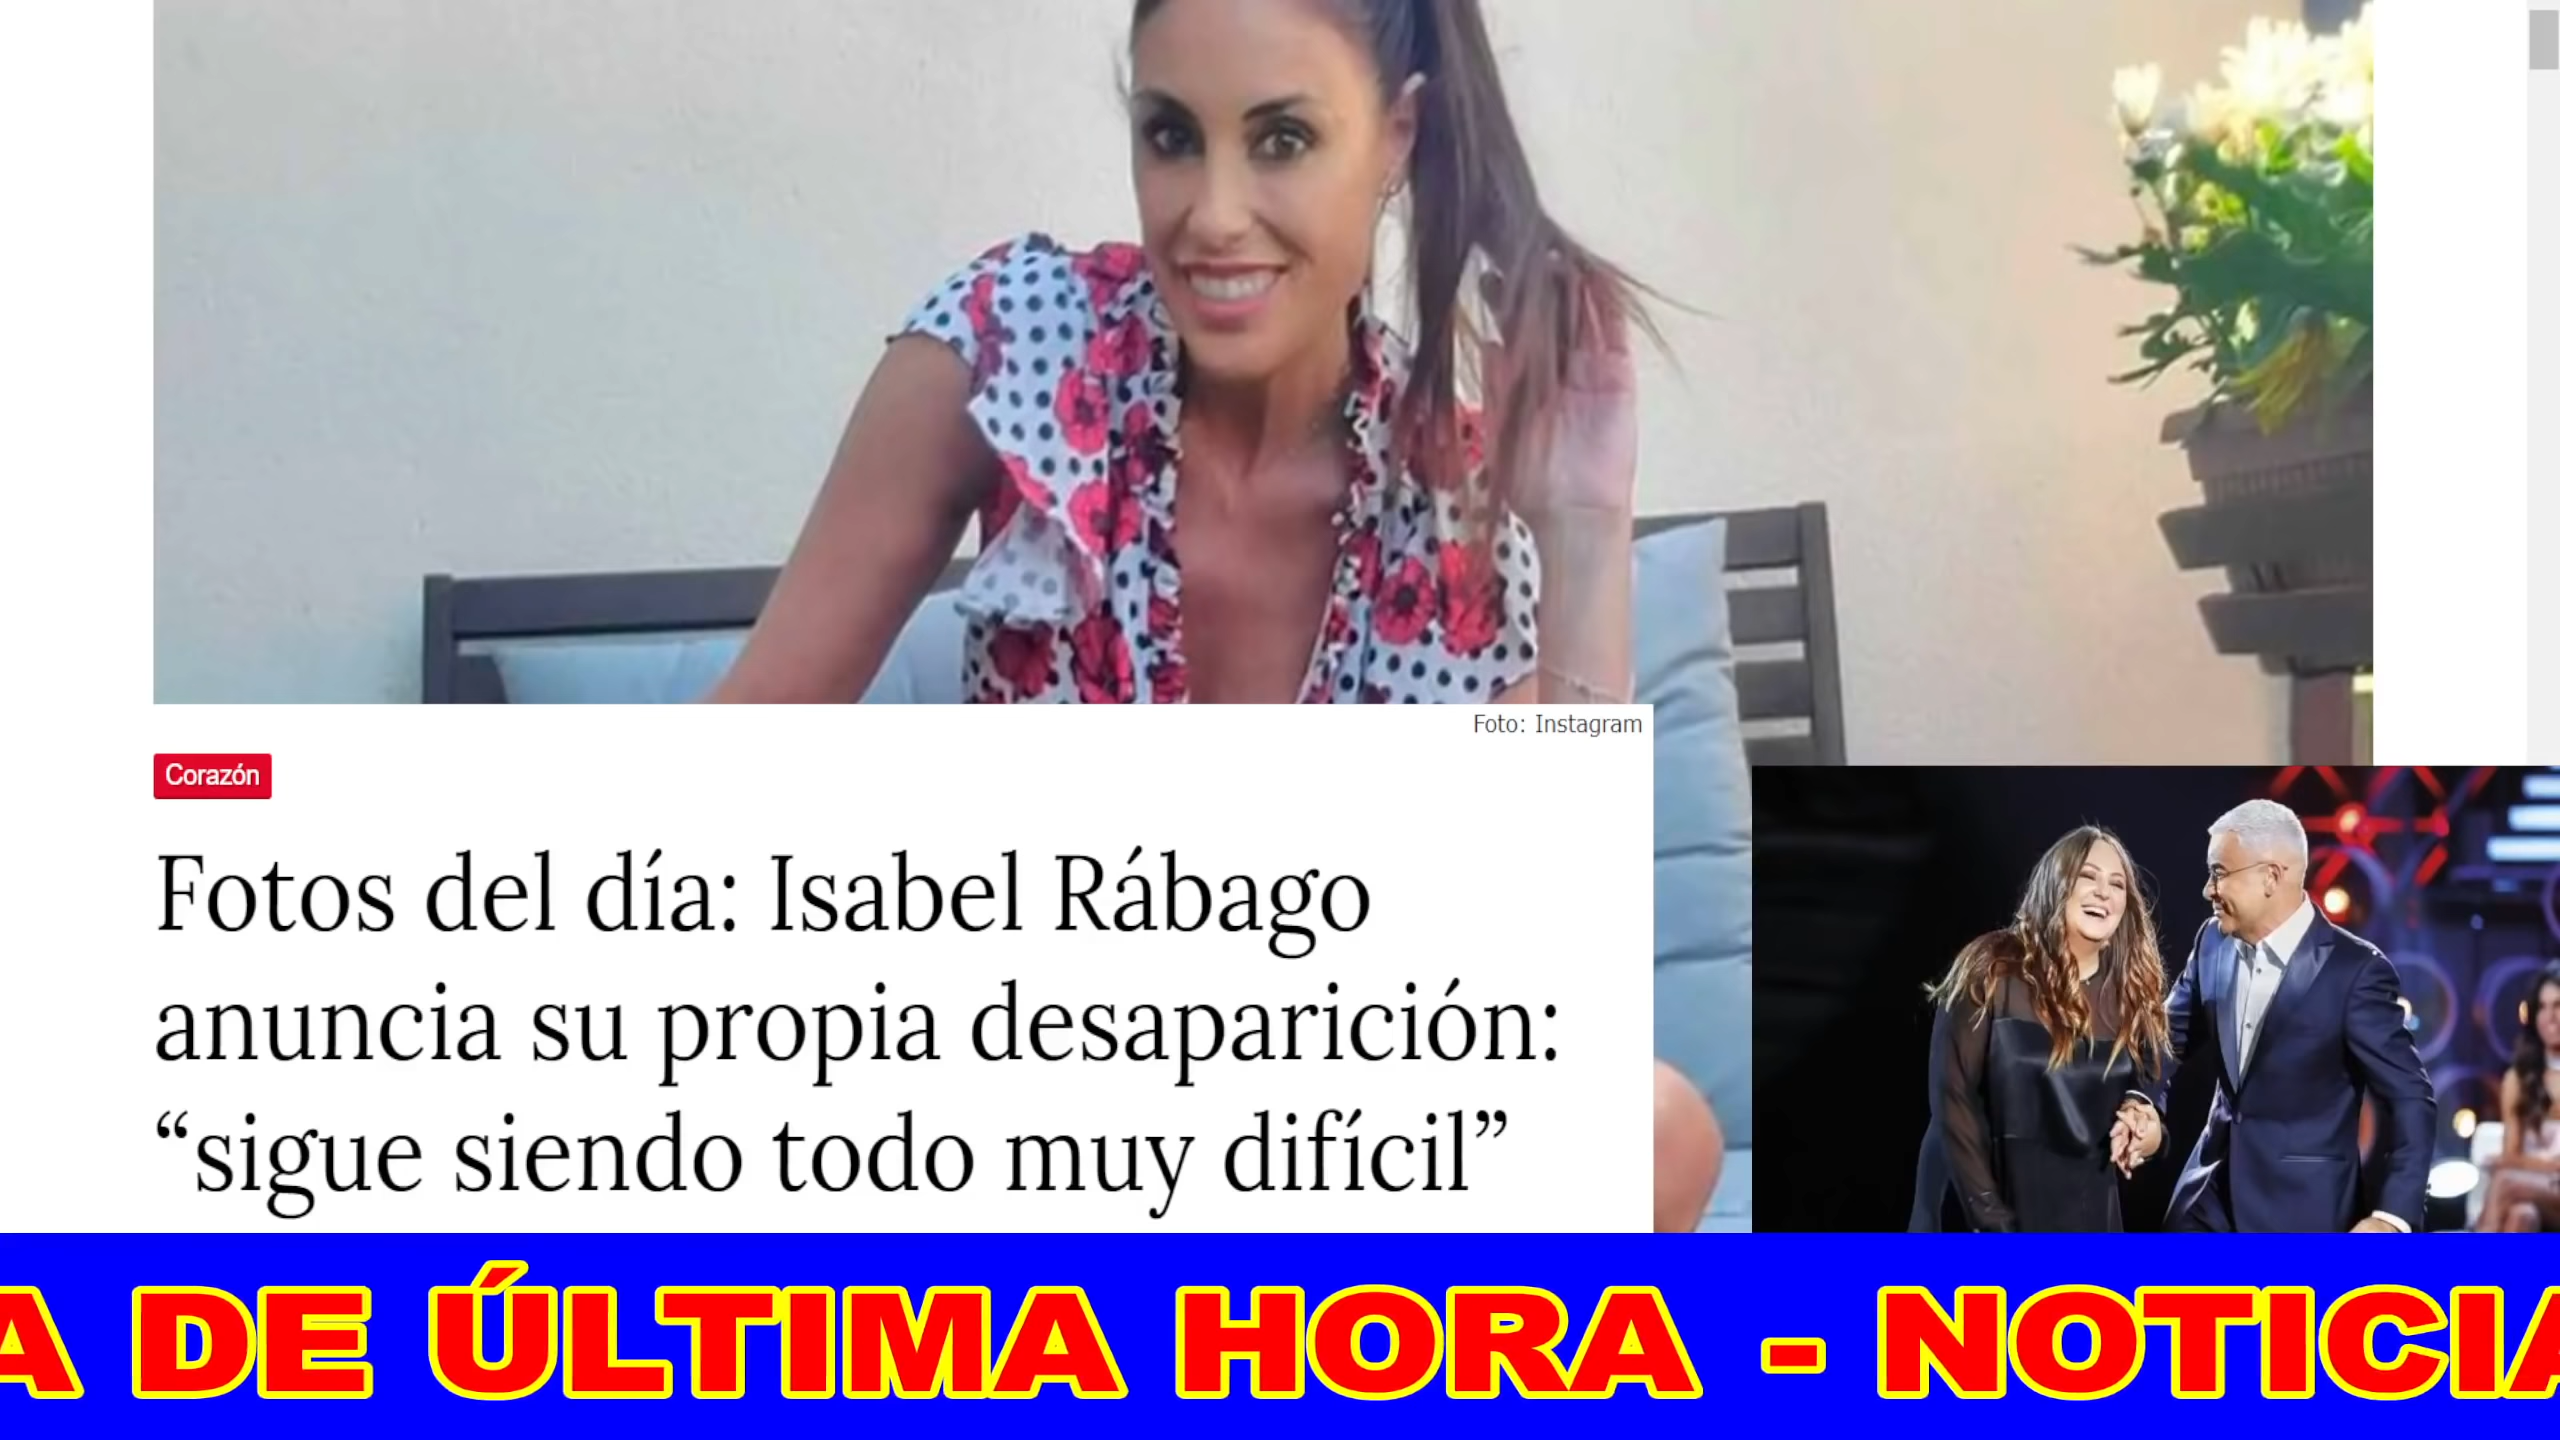 Foto: Instagram
Corazón
Fotos del día: Isabel Rábago
anuncia su propia desaparición:
“sigue siendo todo muy difícil”
A DE ÚLTIMA HORA - NOTICIA